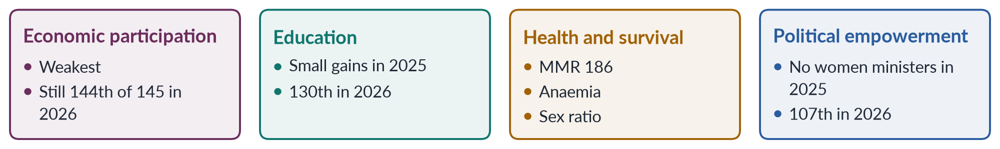 Economic participation
Weakest
Still 144th of 145 in
2026
Education
Small gains in 2025
130th in 2026
Health and survival
MMR 186
Anaemia
Sex ratio
Political empowerment
No women ministers in
2025
107th in 2026